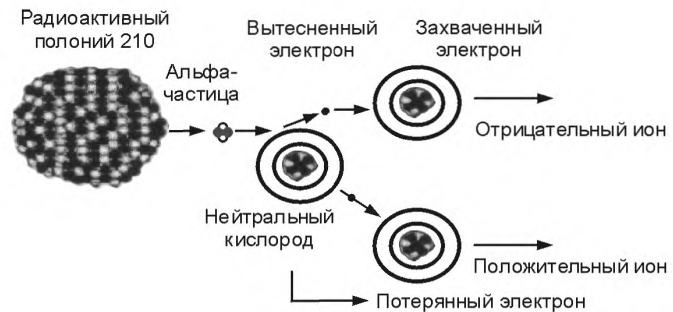 Радиоактивный
полоний 210
Альфа-
частица
Вытесненный
электрон
Захваченный
электрон
Отрицательный ион
Нейтральный
кислород
Положительный ион
Потерянный электрон